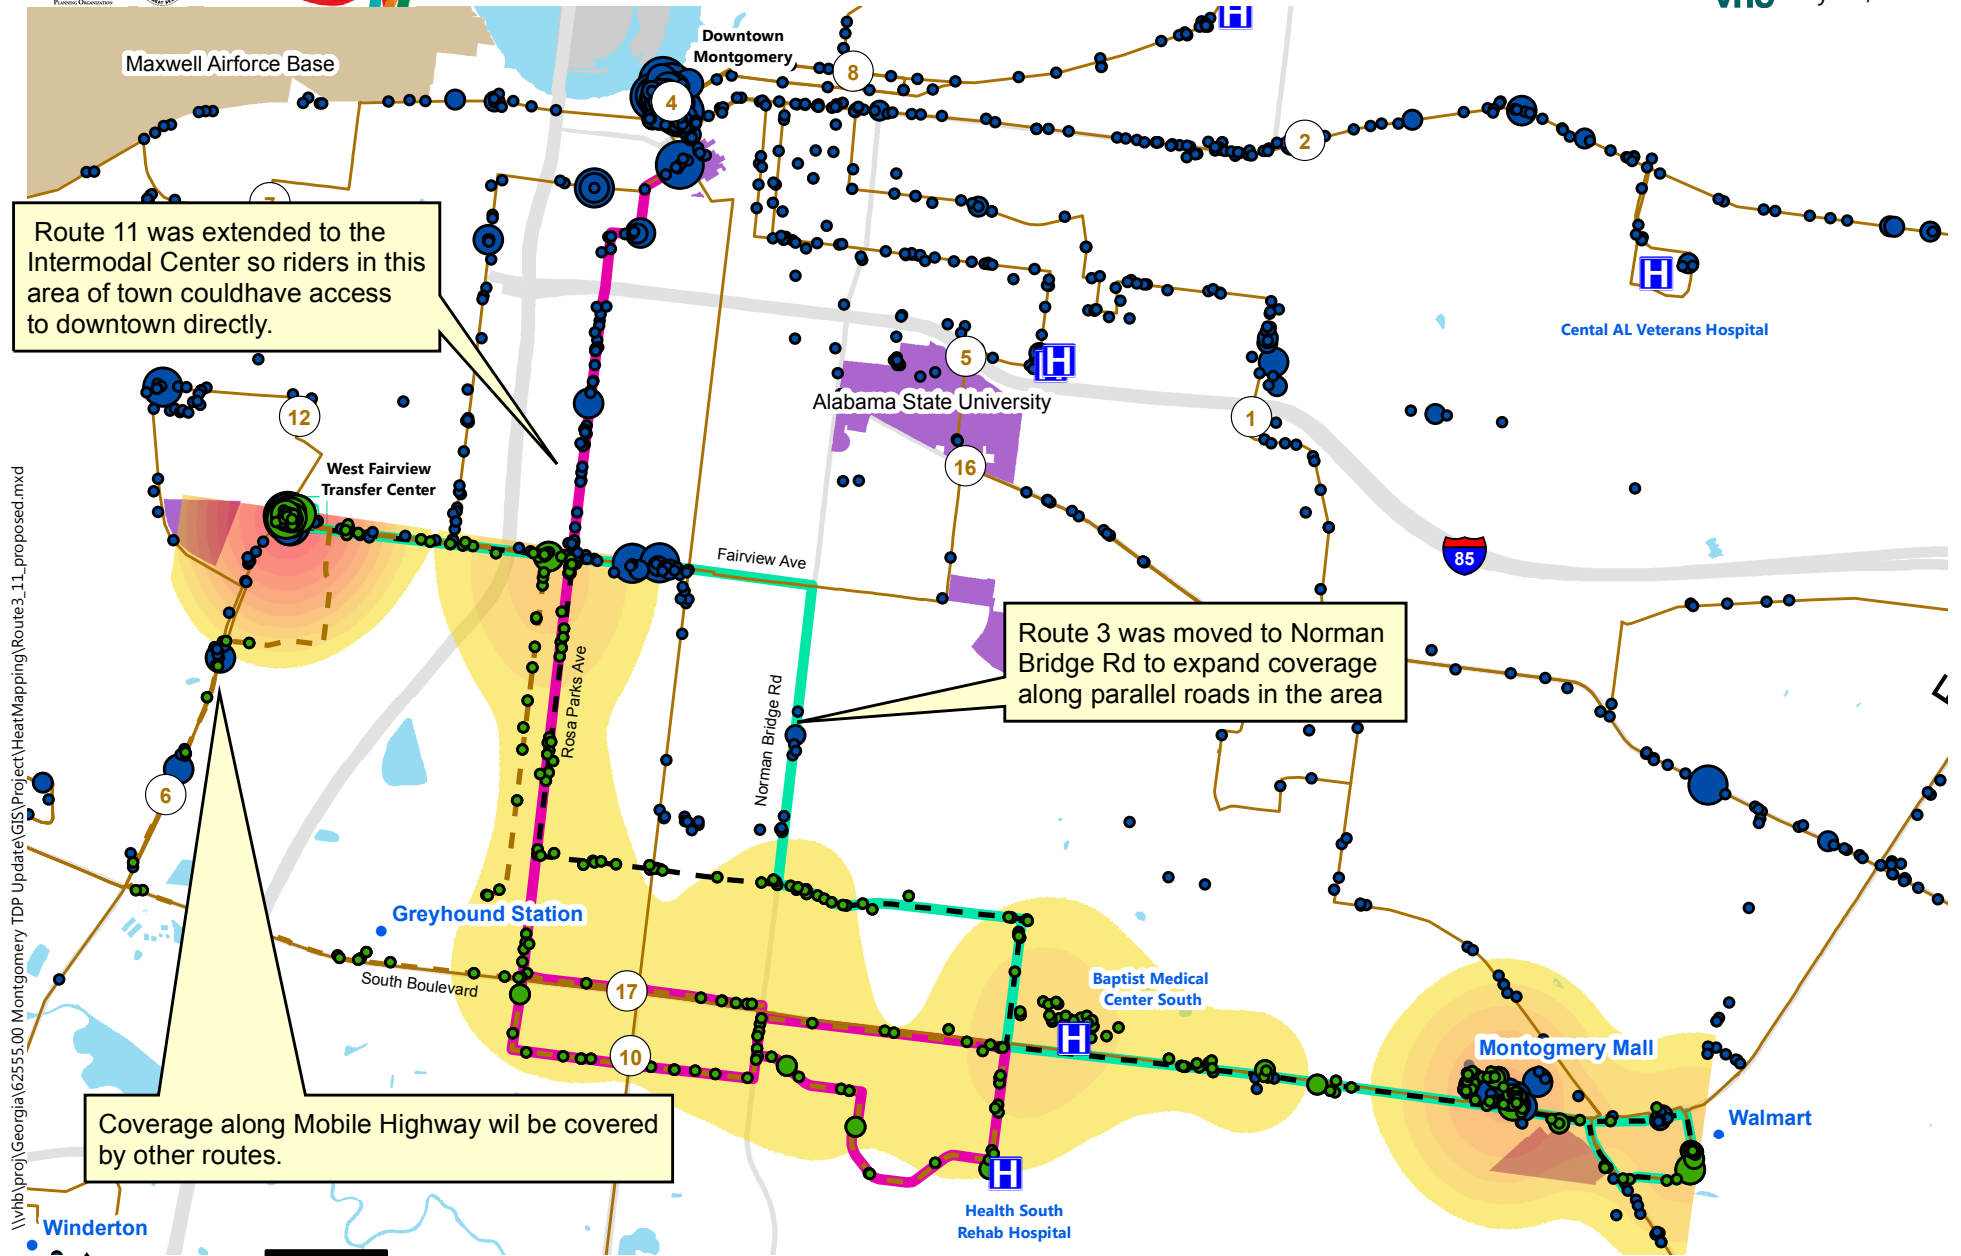 PLANNING ORGANIZATION
Downtown
Montgomery
Maxwell Airforce Base
8
4
2
7
Route 11 was extended to the
Intermodal Center so riders in this
area of town couldhave access
to downtown directly.
H
H
Cental AL Veterans Hospital
5
H
Alabama State University
12
1
16
West Fairview
Transfer Center
Fairview Ave
85
Route 3 was moved to Norman
Bridge Rd to expand coverage
along parallel roads in the area
Rosa Parks Ave
Norman Bridge Rd
6
Greyhound Station
South Boulevard
17
10
Baptist Medical
Center South
H
Montogmery Mall
Walmart
Coverage along Mobile Highway wil be covered
by other routes.
H
Health South
Rehab Hospital
Winderton
\\vhb\proj\Georgia\62555.00 Montgomery TDP Update\GIS\Project\HeatMapping\Route3_11_proposed.mxd